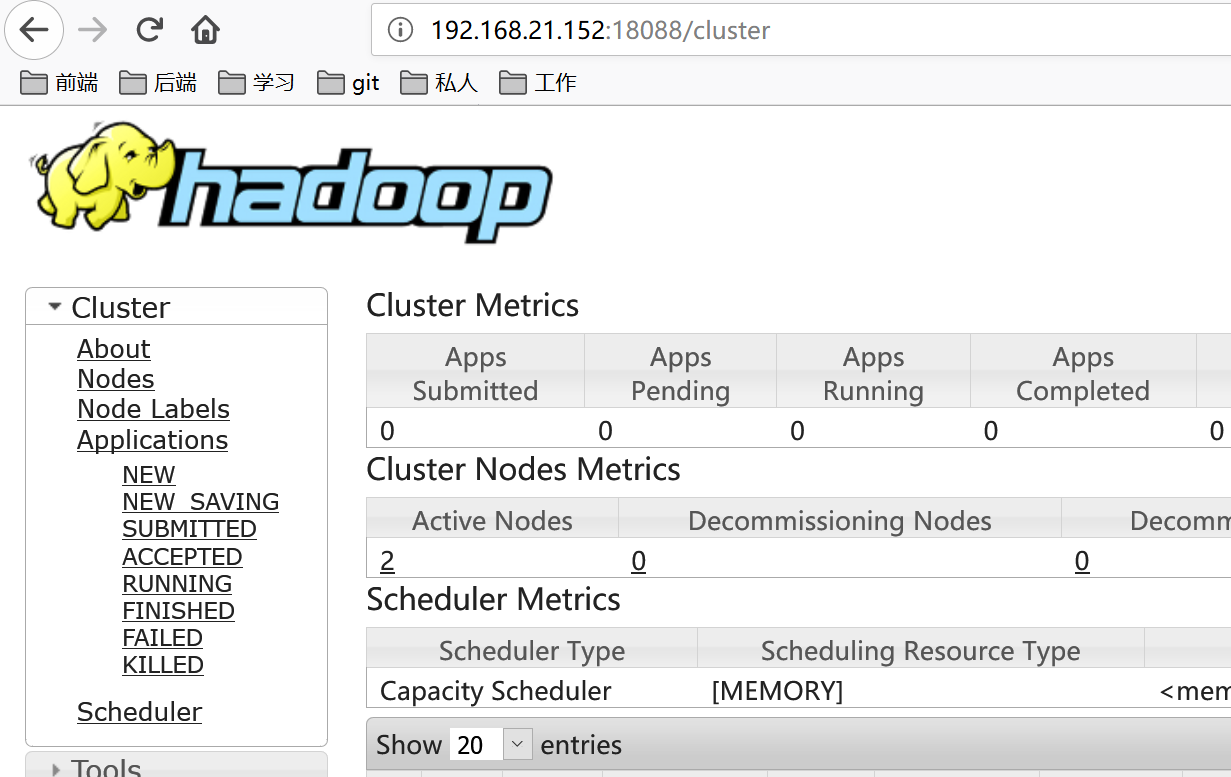 192.168.21.152:18088/cluster
前端 后端 学习 git 私人 工作
hadoop
Cluster
About
Nodes
Node Labels
Applications
NEW
NEW_SAVING
SUBMITTED
ACCEPTED
RUNNING
FINISHED
FAILED
KILLED
Scheduler
Tools
Cluster Metrics
Apps Submitted Apps Pending Apps Running Apps Completed
0 0 0 0 0
Cluster Nodes Metrics
Active Nodes Decommissioning Nodes Decomm
2 0 0
Scheduler Metrics
Scheduler Type Scheduling Resource Type
Capacity Scheduler [MEMORY] <mem
Show 20 entries